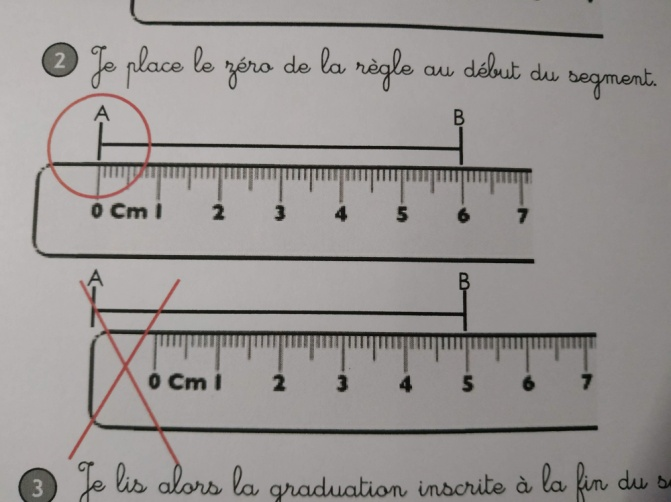 2 Je place le zéro de la règle au début du segment.
A B
0 Cm 1 2 3 4 5 6 7
A B
0 Cm 1 2 3 4 5 6 7
3 Je lis alors la graduation inscrite à la fin du